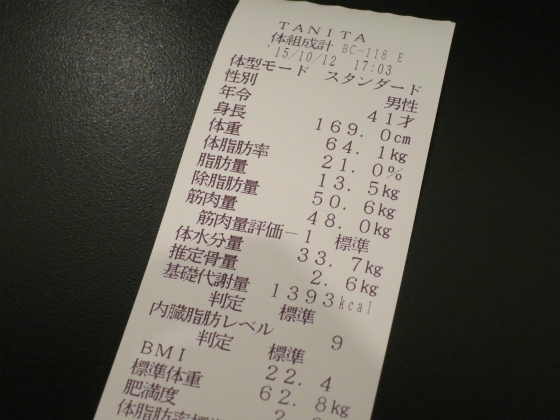 TANITA
体組成計 BC-118 E
'15/10/12 17:03
体型モード スタンダード
性別 男性
年令 41才
身長 169.0cm
体重 64.1kg
体脂肪率 21.0%
脂肪量 13.5kg
除脂肪量 50.6kg
筋肉量 48.0kg
筋肉量評価-1 標準
体水分量 33.7kg
推定骨量 2.6kg
基礎代謝量 1393kcal
判定 標準
内臓脂肪レベル 9
判定 標準
BMI 22.4
標準体重 62.8kg
肥満度